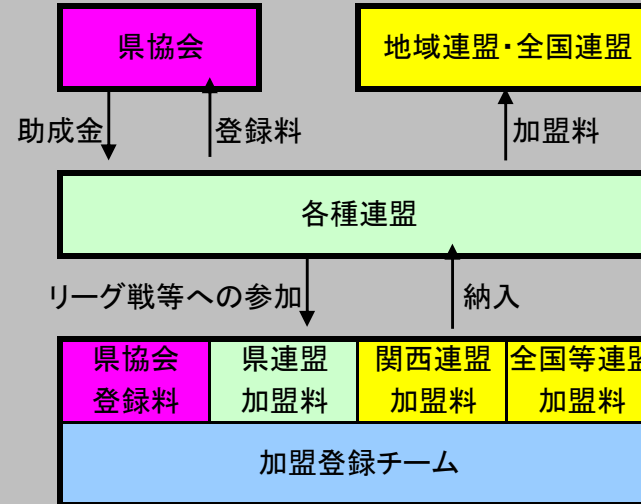 県協会
地域連盟・全国連盟
助成金
登録料
加盟料
各種連盟
リーグ戦等への参加
納入
県協会
登録料
県連盟
加盟料
関西連盟
加盟料
全国等連盟
加盟料
加盟登録チーム